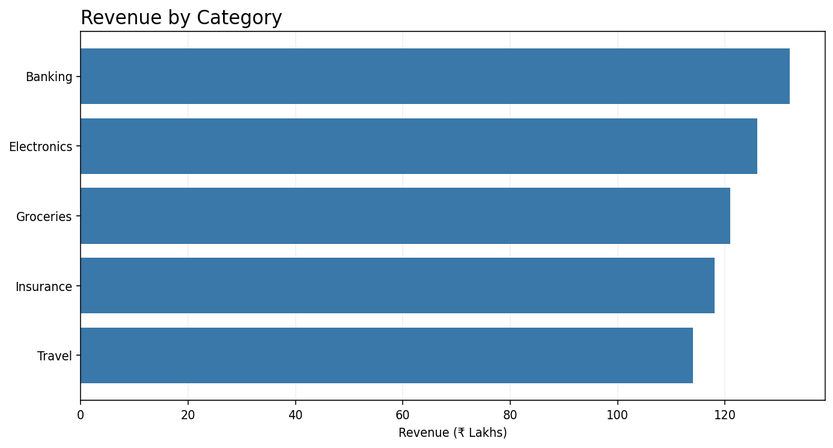 Revenue by Category
Banking
Electronics
Groceries
Insurance
Travel
0 20 40 60 80 100 120
Revenue (₹ Lakhs)